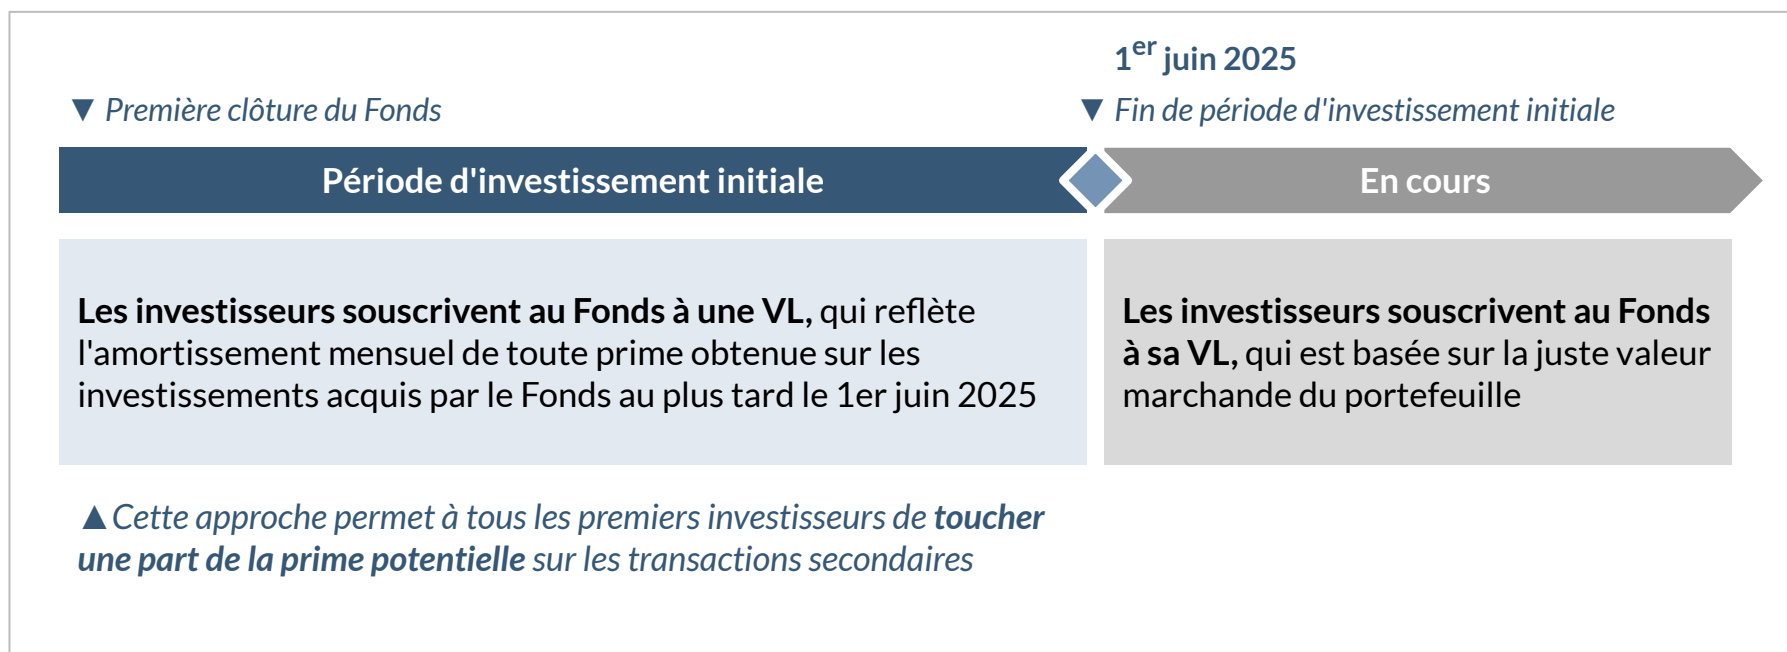 1er juin 2025
▼ Première clôture du Fonds
▼ Fin de période d'investissement initiale
Période d'investissement initiale
En cours
Les investisseurs souscrivent au Fonds à une VL, qui reflète
l'amortissement mensuel de toute prime obtenue sur les
investissements acquis par le Fonds au plus tard le 1er juin 2025
Les investisseurs souscrivent au Fonds
à sa VL, qui est basée sur la juste valeur
marchande du portefeuille
▲Cette approche permet à tous les premiers investisseurs de toucher
une part de la prime potentielle sur les transactions secondaires